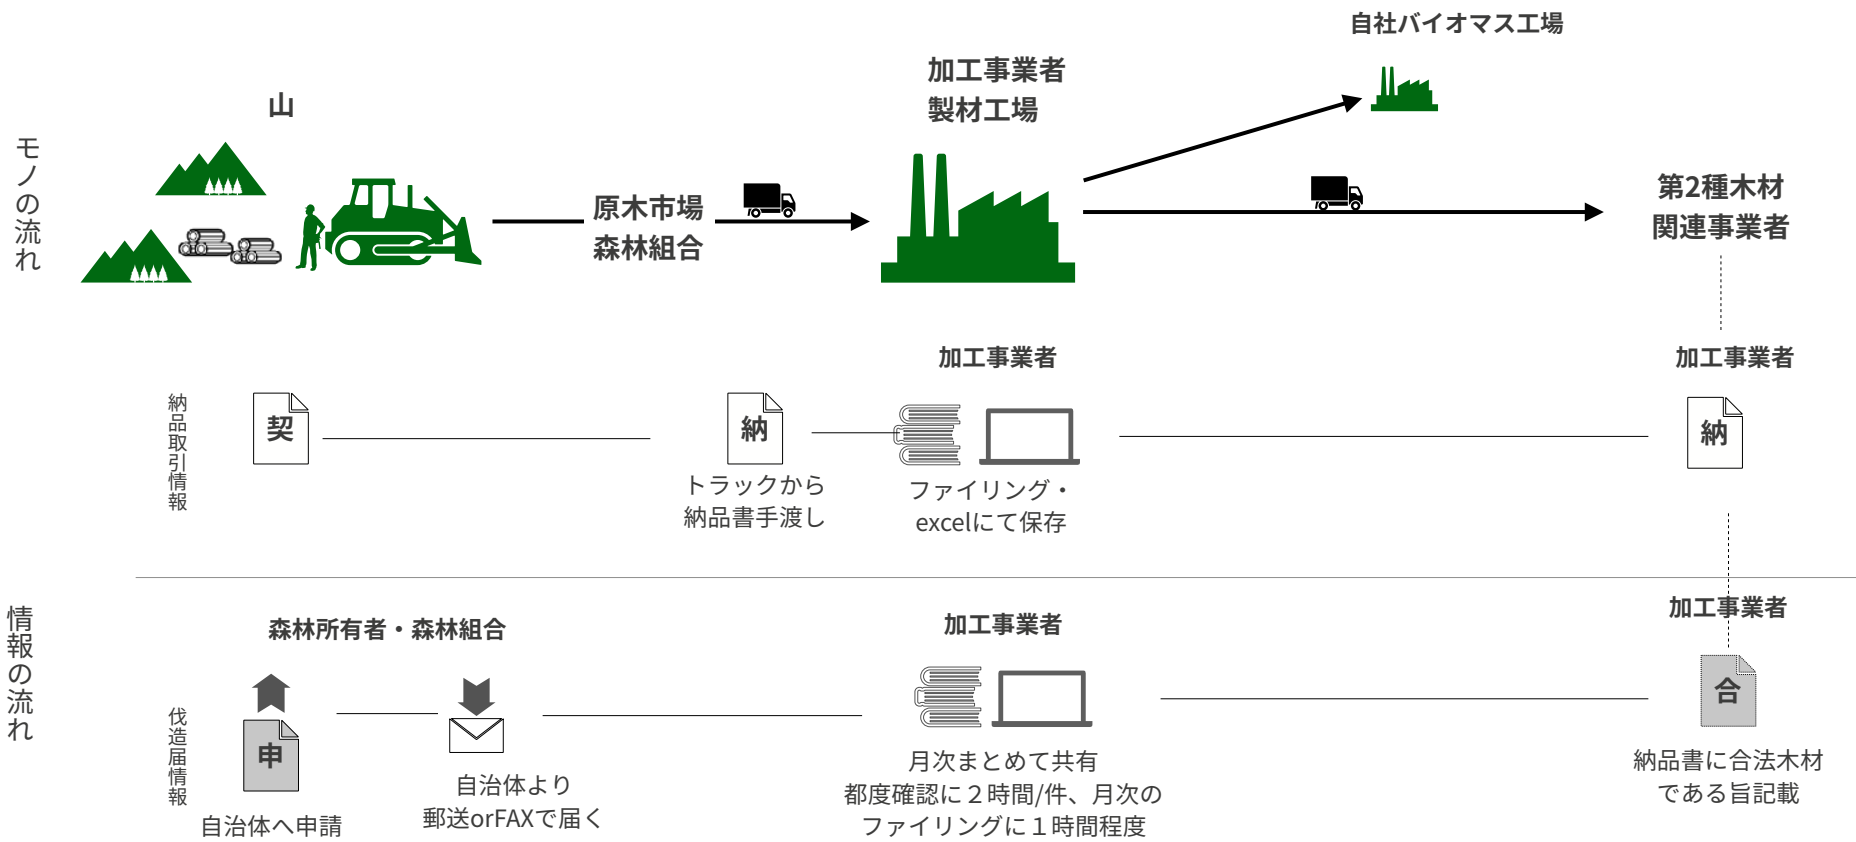 自社バイオマス工場
加工事業者
製材工場
山
モノの流れ
原木市場
森林組合
第2種木材
関連事業者
加工事業者
加工事業者
納品取引情報
契
納
納
トラックから
納品書手渡し
ファイリング・
excelにて保存
情報の流れ
森林所有者・森林組合
加工事業者
加工事業者
伐造届情報
申
合
自治体へ申請
自治体より
郵送orFAXで届く
月次まとめて共有
都度確認に２時間/件、月次の
ファイリングに１時間程度
納品書に合法木材
である旨記載